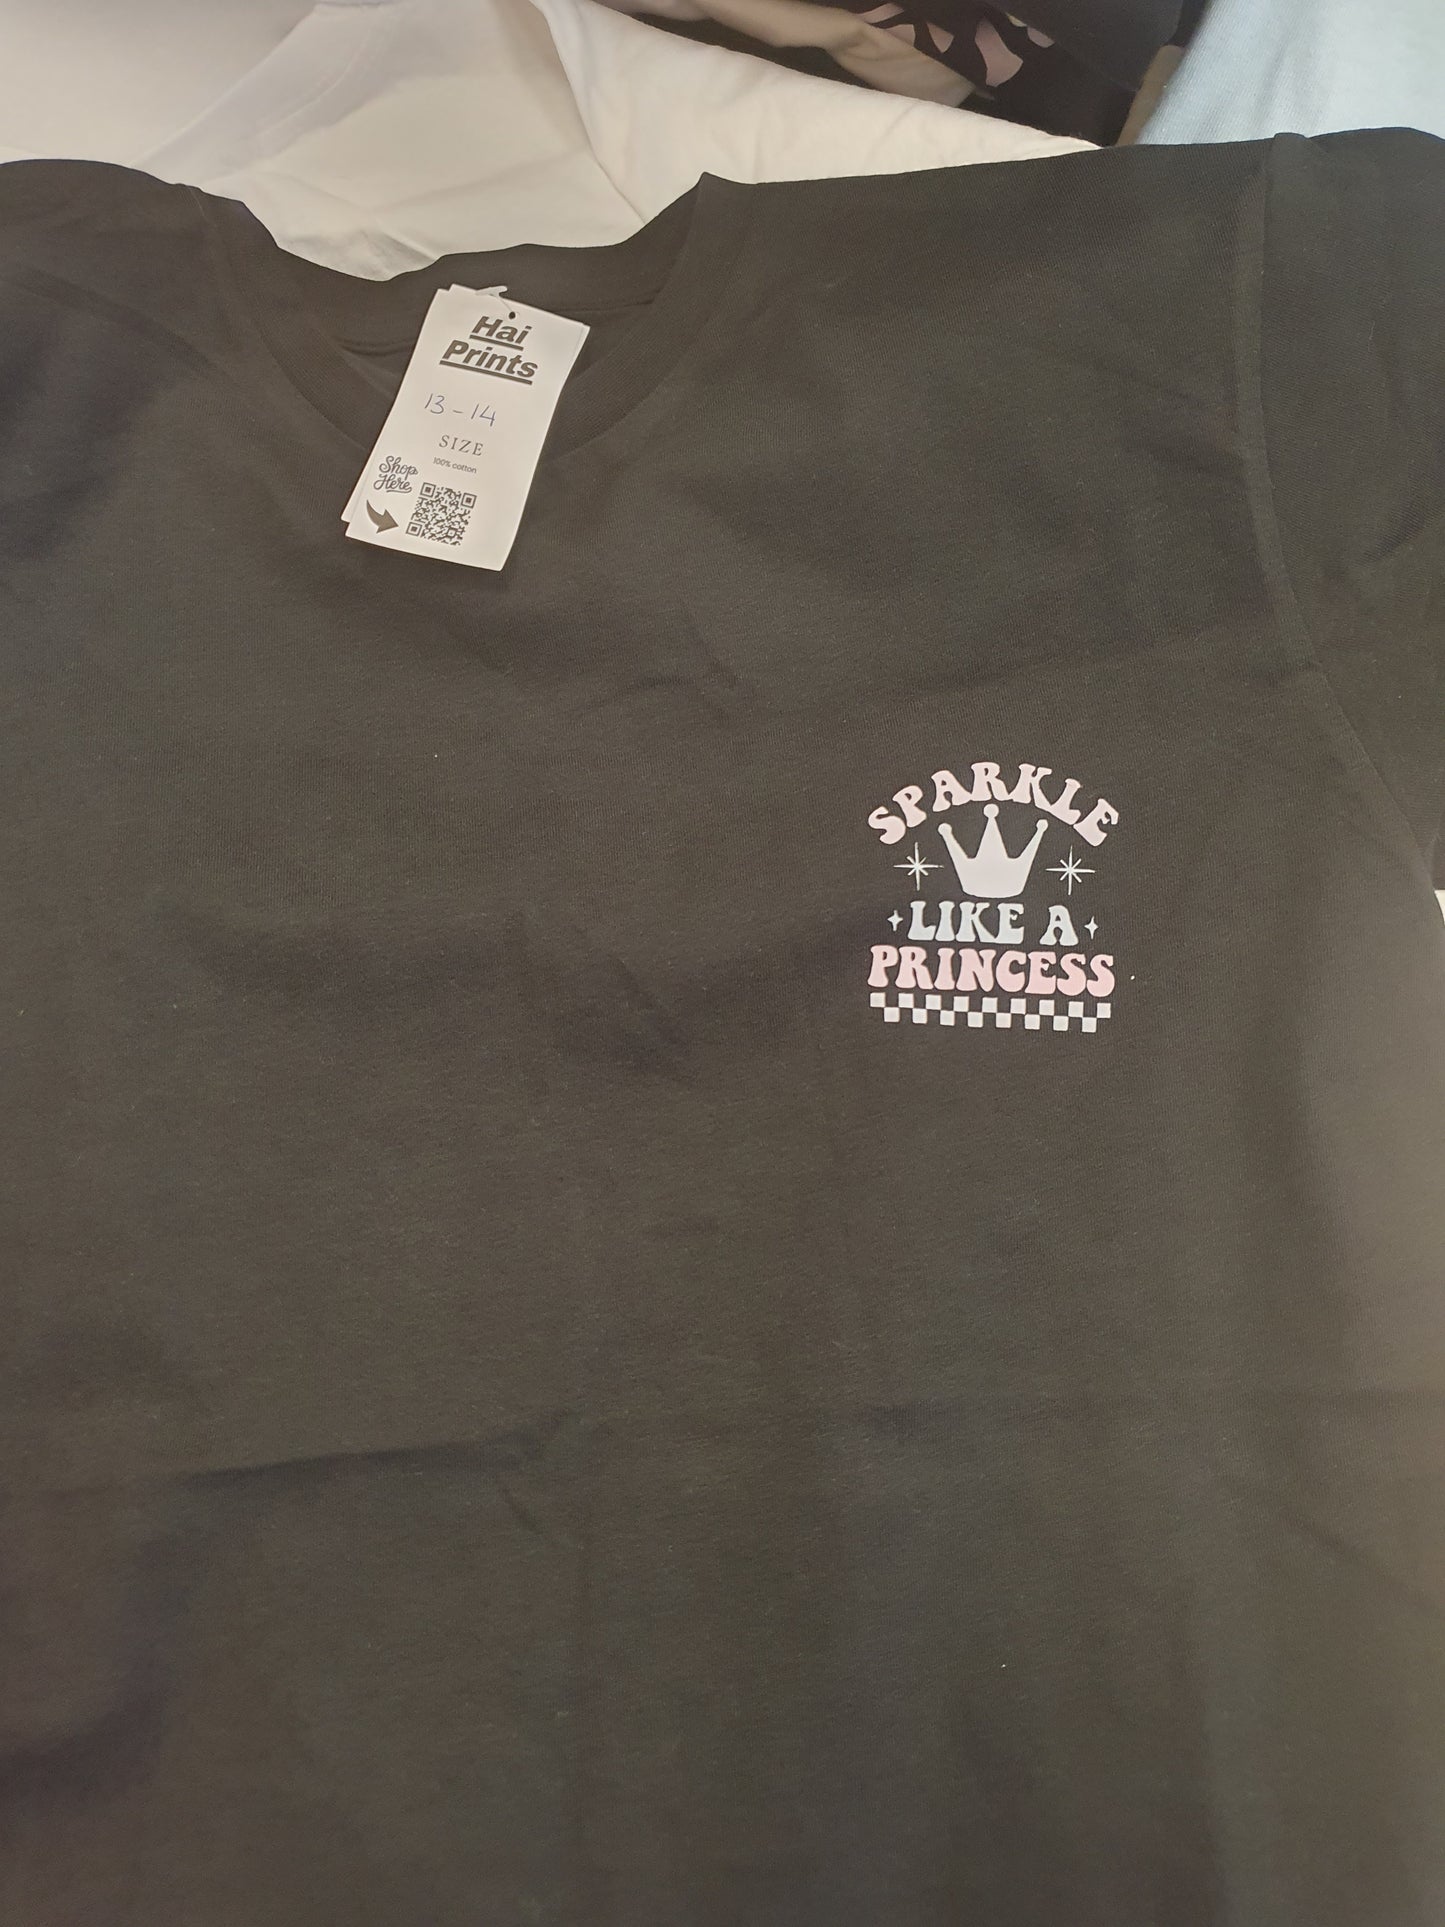 Hai
Prints
13-14
SIZE
100% cotton
Shop
Here
SPARKLE
LIKE A
PRINCESS